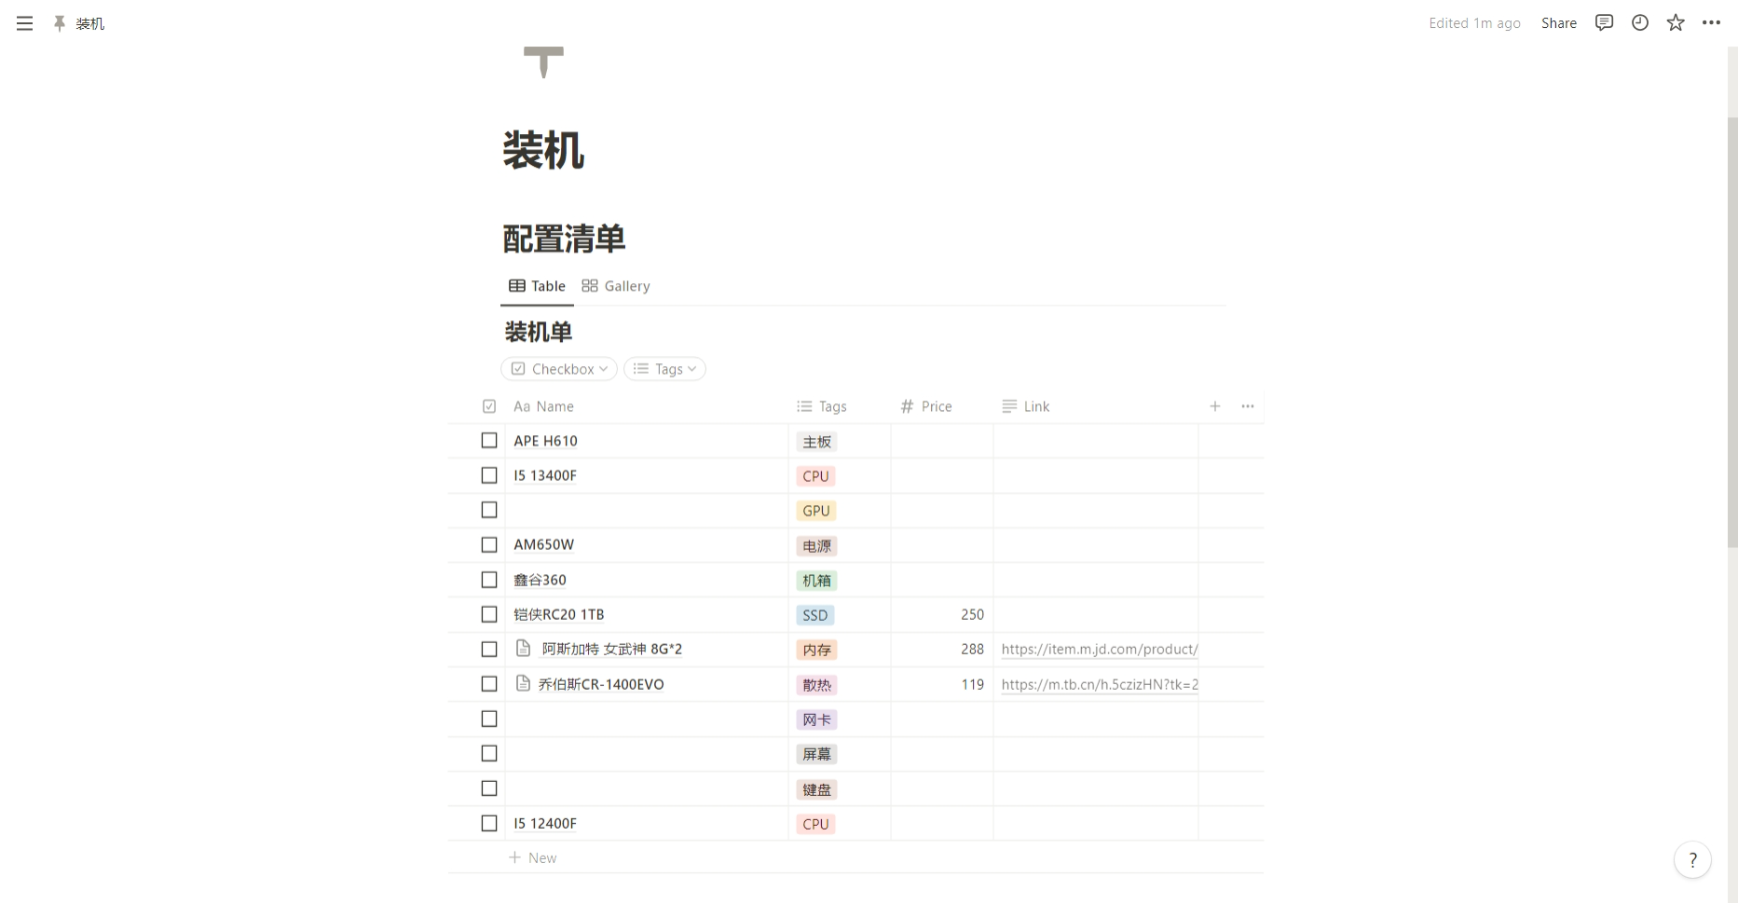 装机
Edited 1m ago Share
装机
配置清单
Table Gallery
装机单
Checkbox Tags
Aa Name Tags # Price Link
APE H610 主板
I5 13400F CPU
GPU
AM650W 电源
鑫谷360 机箱
铠侠RC20 1TB SSD 250
阿斯加特 女武神 8G*2 内存 288 https://item.m.jd.com/product/
乔伯斯CR-1400EVO 散热 119 https://m.tb.cn/h.5czizHN?tk=2
网卡
屏幕
键盘
I5 12400F CPU
+ New
?